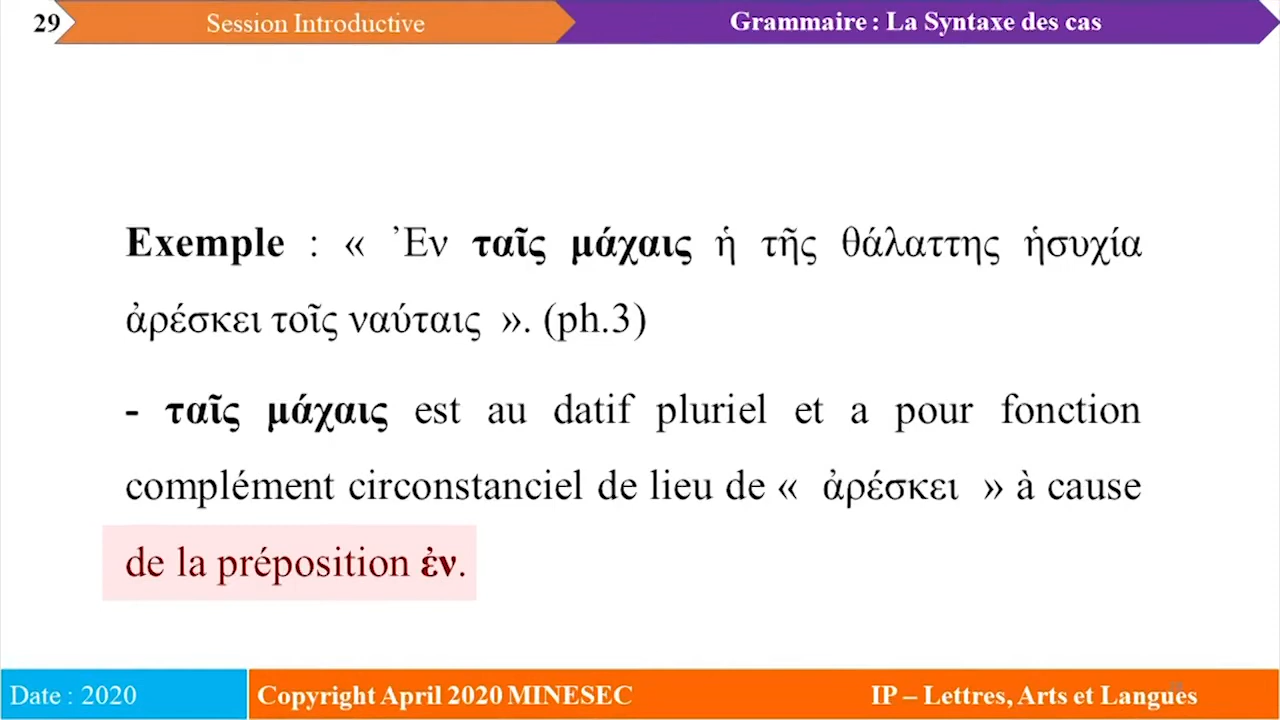 29
Session Introductive
Grammaire : La Syntaxe des cas
Exemple : « ᾿Εν ταῖς μάχαις ἡ τῆς θάλαττης ἡσυχία
ἀρέσκει τοῖς ναύταις ». (ph.3)
- ταῖς μάχαις est au datif pluriel et a pour fonction
complément circonstanciel de lieu de « ἀρέσκει » à cause
de la préposition ἐν.
Date : 2020
Copyright April 2020 MINESEC
IP – Lettres, Arts et Langues